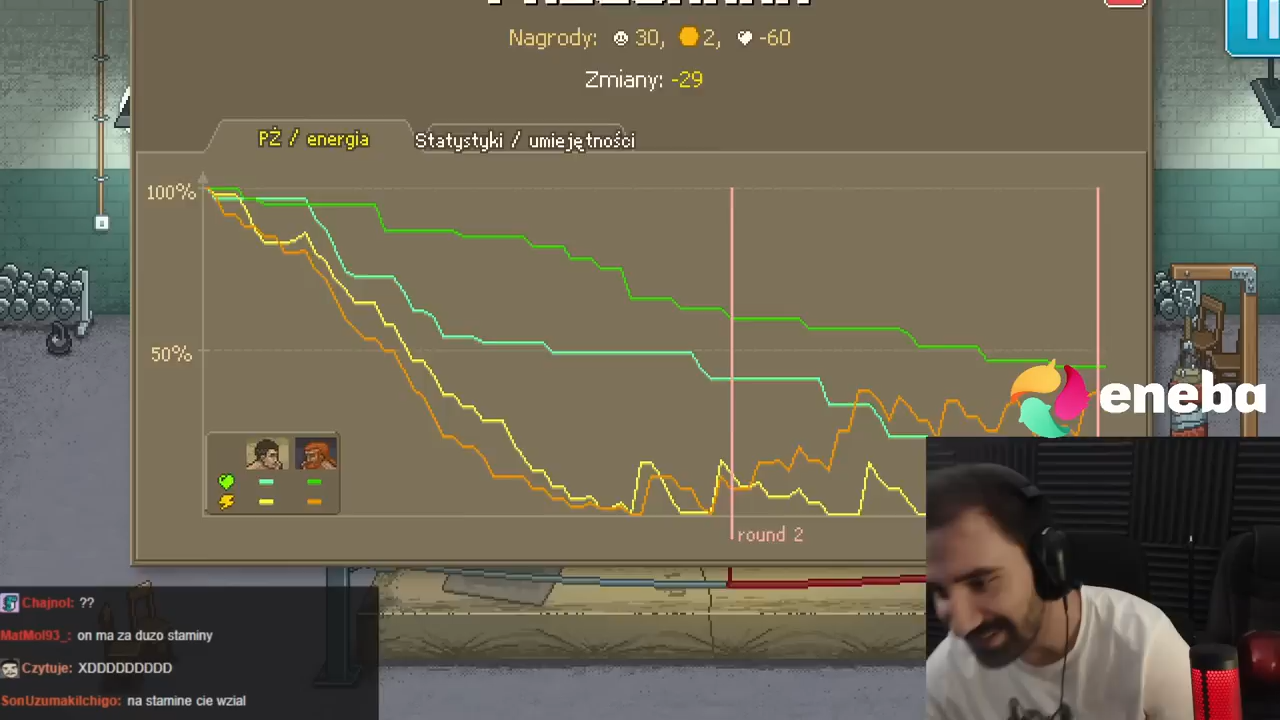 Nagrody: 30, 2, -60
Zmiany: -29
PŻ / energia
Statystyki / umiejętności
100%
50%
round 2
eneba
Chajnol: ??
MatMol93_: on ma za duzo staminy
Czytuje: XDDDDDDDDD
SonUzumakiIchigo: na stamine cie wzial